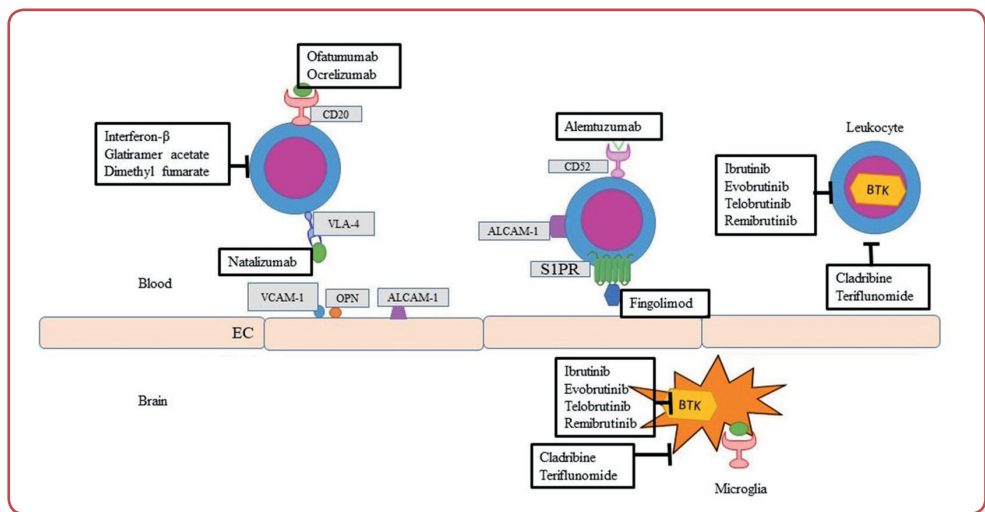 Ofatumumab
Ocrelizumab
CD20
Interferon-β
Glatiramer acetate
Dimethyl fumarate
VLA-4
Natalizumab
Alemtuzumab
CD52
ALCAM-1
S1PR
Fingolimod
Leukocyte
Ibrutinib
Evobrutinib
Telobrutinib
Remibrutinib
BTK
Cladribine
Teriflunomide
Blood
VCAM-1
OPN
ALCAM-1
EC
Brain
Ibrutinib
Evobrutinib
Telobrutinib
Remibrutinib
BTK
Cladribine
Teriflunomide
Microglia